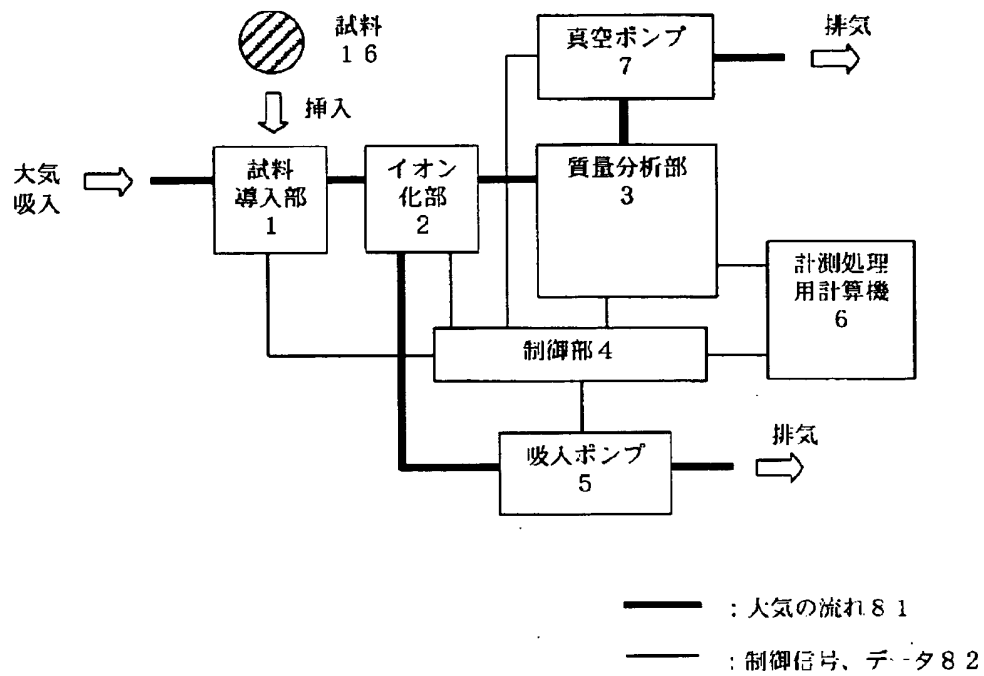 試料
16
挿入
大気
吸入
試料
導入部
1
イオン
化部
2
真空ポンプ
7
排気
質量分析部
3
計測処理
用計算機
6
制御部4
吸入ポンプ
5
排気
:大気の流れ81
:制御信号、データ82